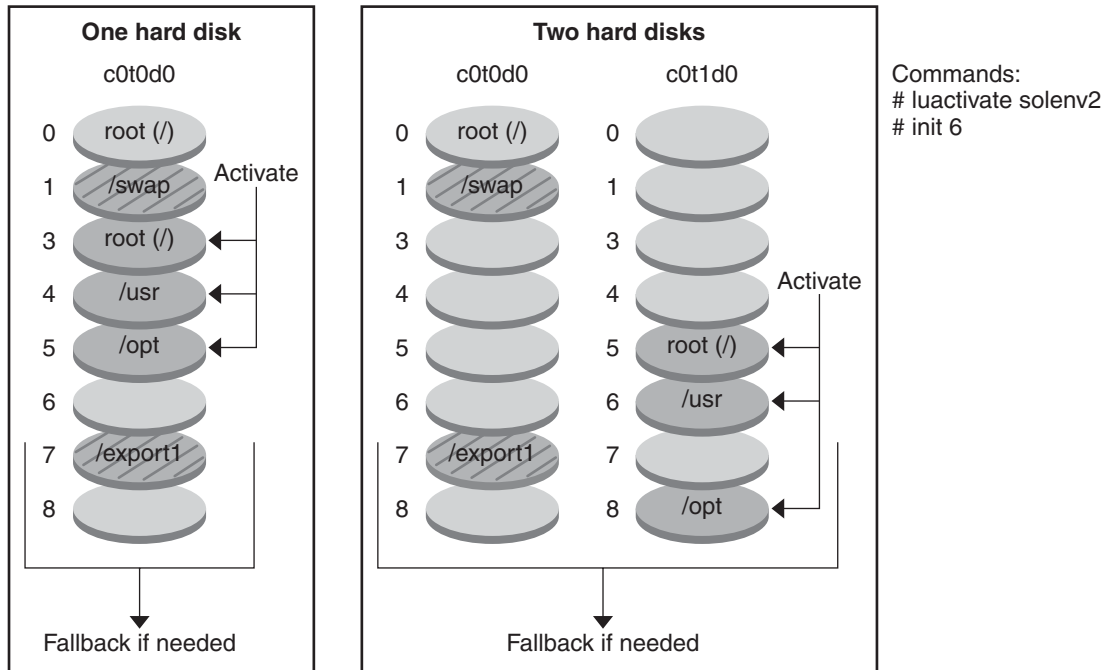 One hard disk
c0t0d0
0 root (/)
1 /swap
Activate
3 root (/)
4 /usr
5 /opt
6
7 /export1
8
Fallback if needed
Two hard disks
c0t0d0
0 root (/)
1 /swap
3
4
5
6
7 /export1
8
c0t1d0
0
1
3
4
Activate
5 root (/)
6 /usr
7
8 /opt
Fallback if needed
Commands:
# luactivate solenv2
# init 6